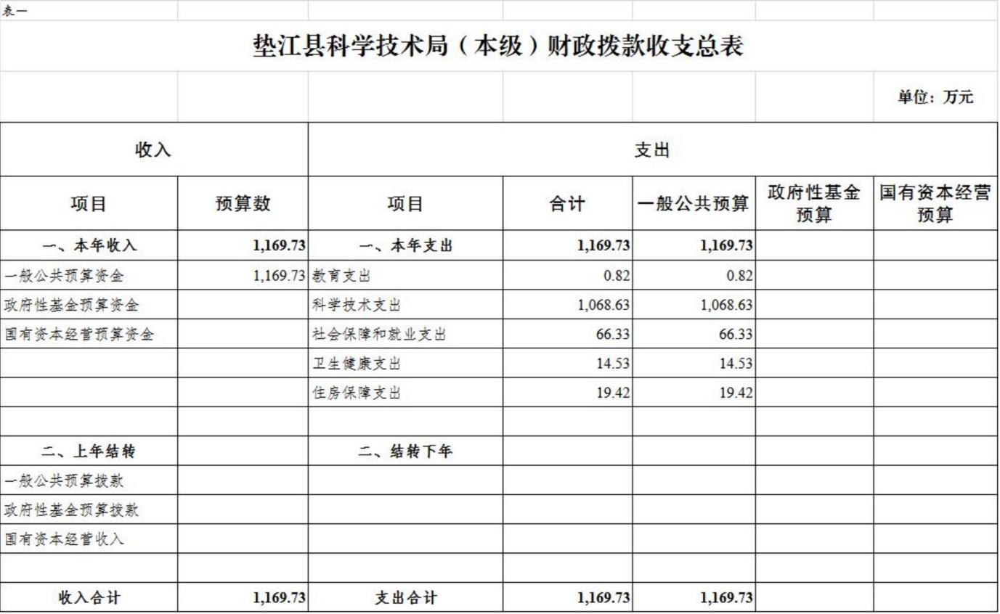 表一
垫江县科学技术局（本级）财政拨款收支总表
单位：万元
收入 支出
项目 预算数 项目 合计 一般公共预算 政府性基金预算 国有资本经营预算
一、本年收入 1,169.73 一、本年支出 1,169.73 1,169.73
一般公共预算资金 1,169.73 教育支出 0.82 0.82
政府性基金预算资金 科学技术支出 1,068.63 1,068.63
国有资本经营预算资金 社会保障和就业支出 66.33 66.33
卫生健康支出 14.53 14.53
住房保障支出 19.42 19.42
二、上年结转 二、结转下年
一般公共预算拨款
政府性基金预算拨款
国有资本经营收入
收入合计 1,169.73 支出合计 1,169.73 1,169.73